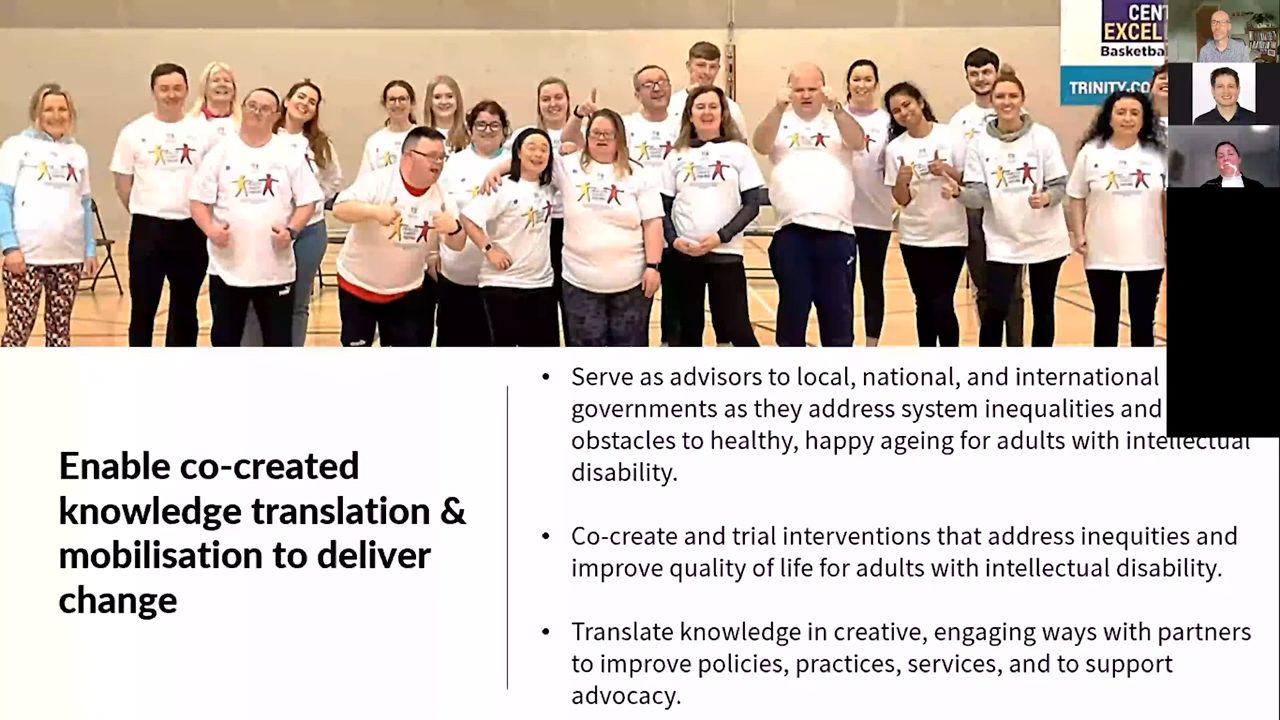 CENT
EXCEL
Basketba
TRINITY.CO
Enable co-created
knowledge translation &
mobilisation to deliver
change
• Serve as advisors to local, national, and international
governments as they address system inequalities and
obstacles to healthy, happy ageing for adults with intellectual
disability.
• Co-create and trial interventions that address inequities and
improve quality of life for adults with intellectual disability.
• Translate knowledge in creative, engaging ways with partners
to improve policies, practices, services, and to support
advocacy.